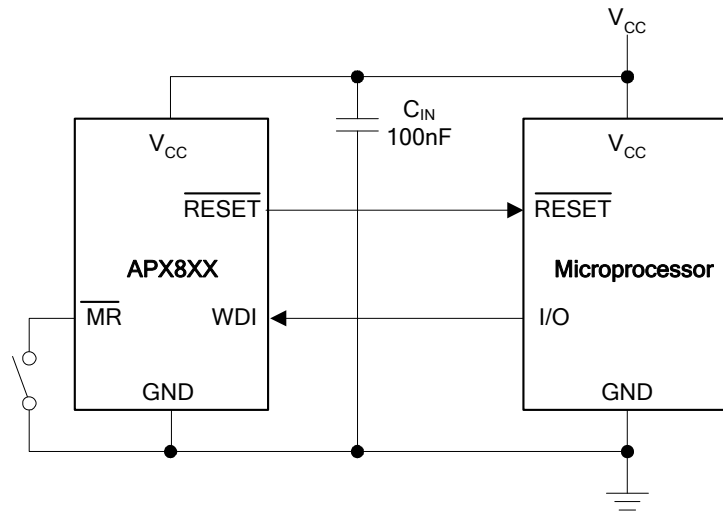 VCC
CIN
100nF
VCC
VCC
RESET
RESET
APX8XX
Microprocessor
MR
WDI
I/O
GND
GND